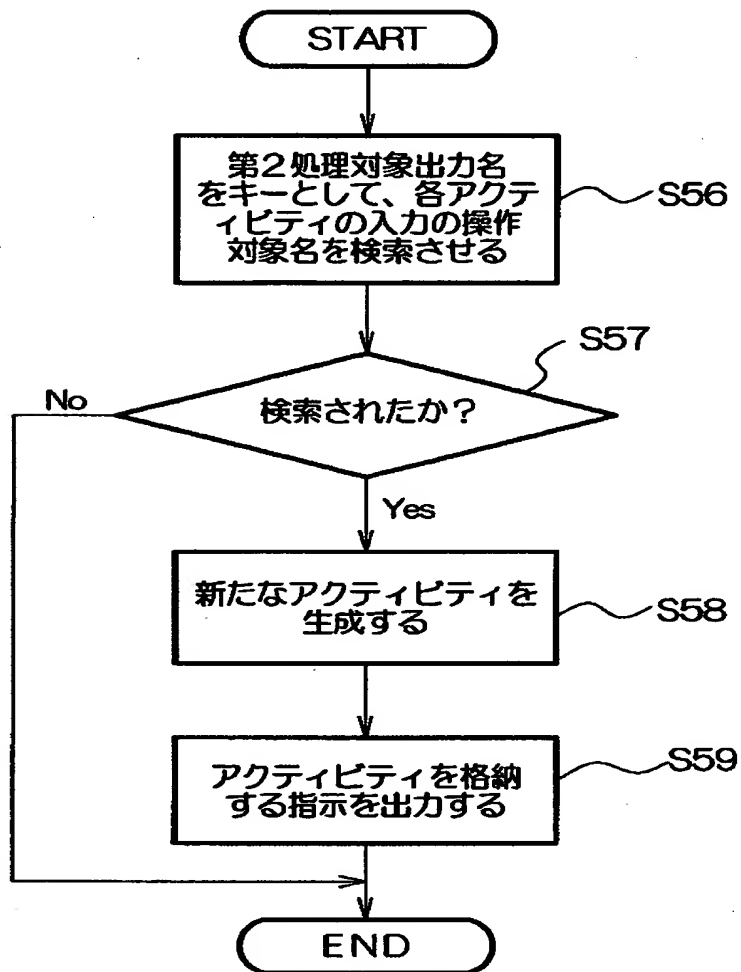 START
第2処理対象出力名
をキーとして、各アクテ
ィビティの入力の操作
対象名を検索させる
S56
S57
検索されたか?
No
Yes
新たなアクティビティを
生成する
S58
アクティビティを格納
する指示を出力する
S59
END